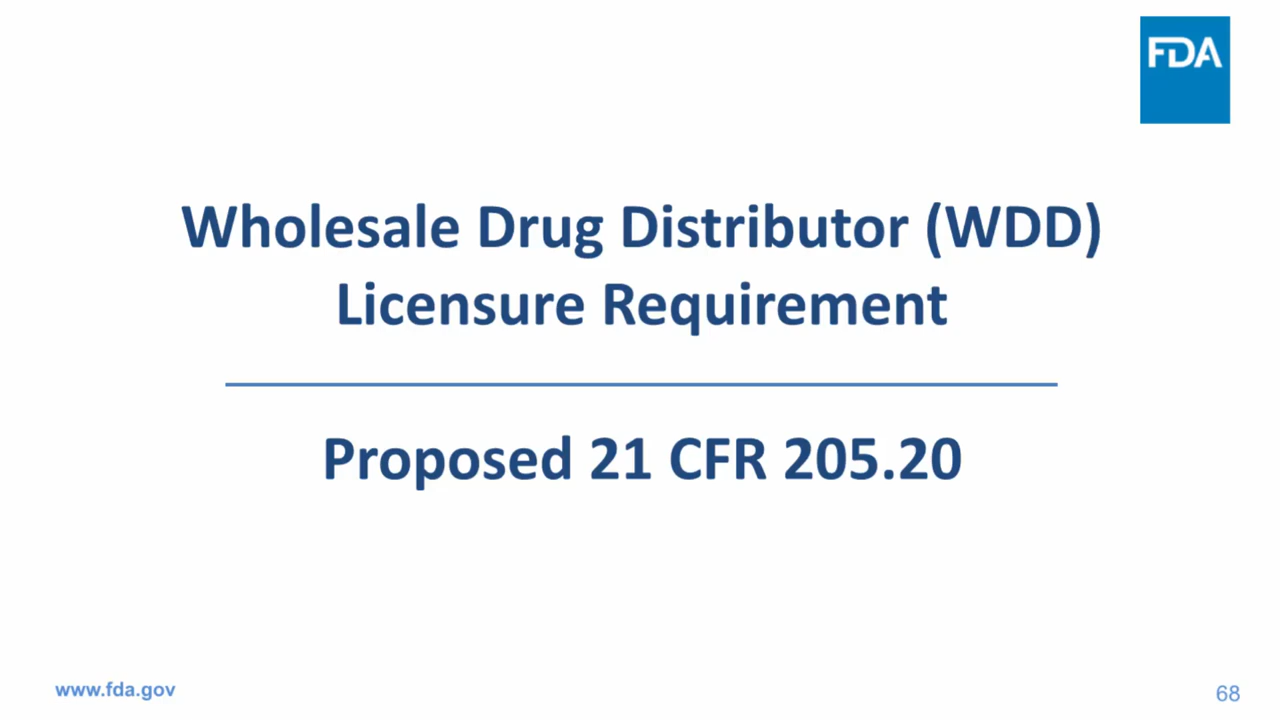 FDA
Wholesale Drug Distributor (WDD)
Licensure Requirement
Proposed 21 CFR 205.20
www.fda.gov
68